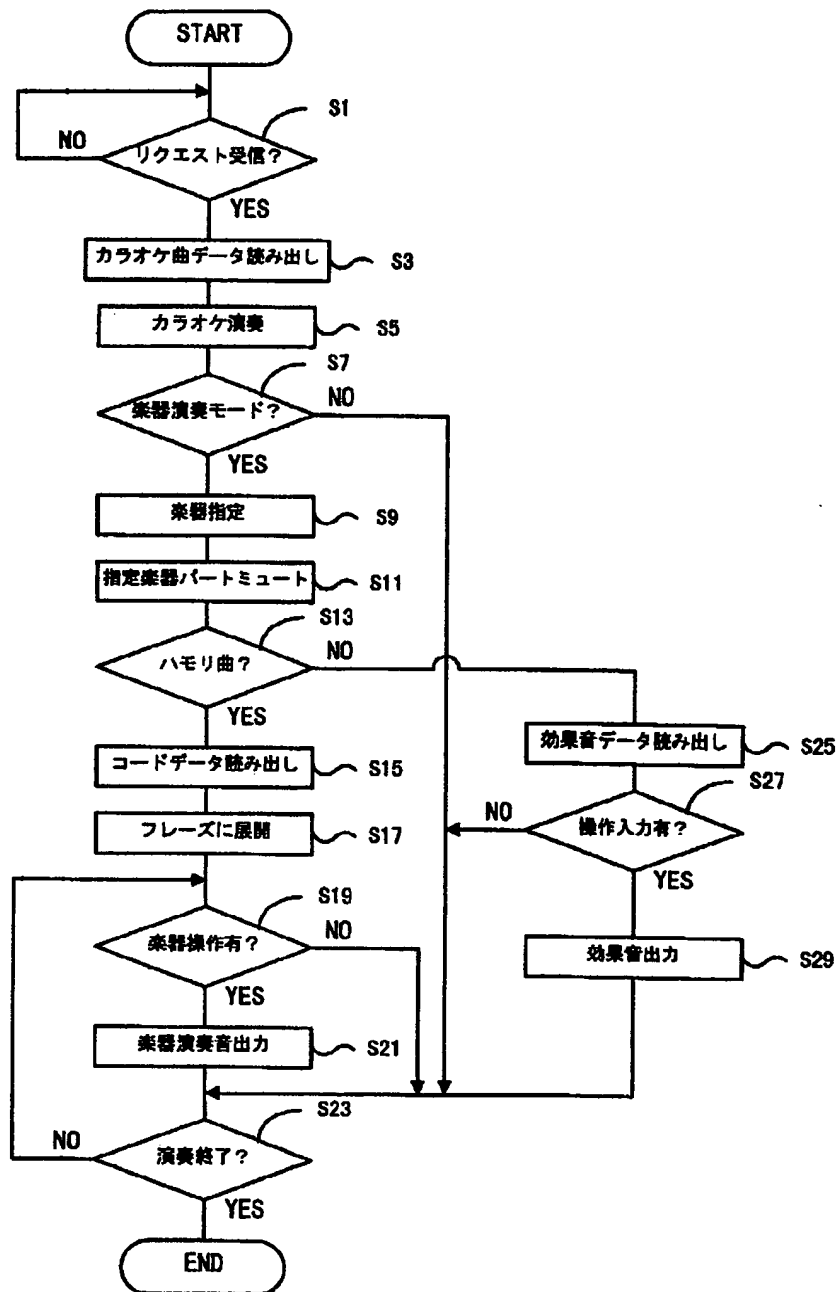 START
S1
NO
リクエスト受信？
YES
カラオケ曲データ読み出し
S3
カラオケ演奏
S5
S7
楽器演奏モード？
NO
YES
楽器指定
S9
指定楽器パートミュート
S11
S13
ハモリ曲？
NO
YES
効果音データ読み出し
S25
コードデータ読み出し
S15
S27
フレーズに展開
S17
NO
操作入力有？
YES
S19
楽器操作有？
NO
YES
効果音出力
S29
楽器演奏音出力
S21
S23
NO
演奏終了？
YES
END